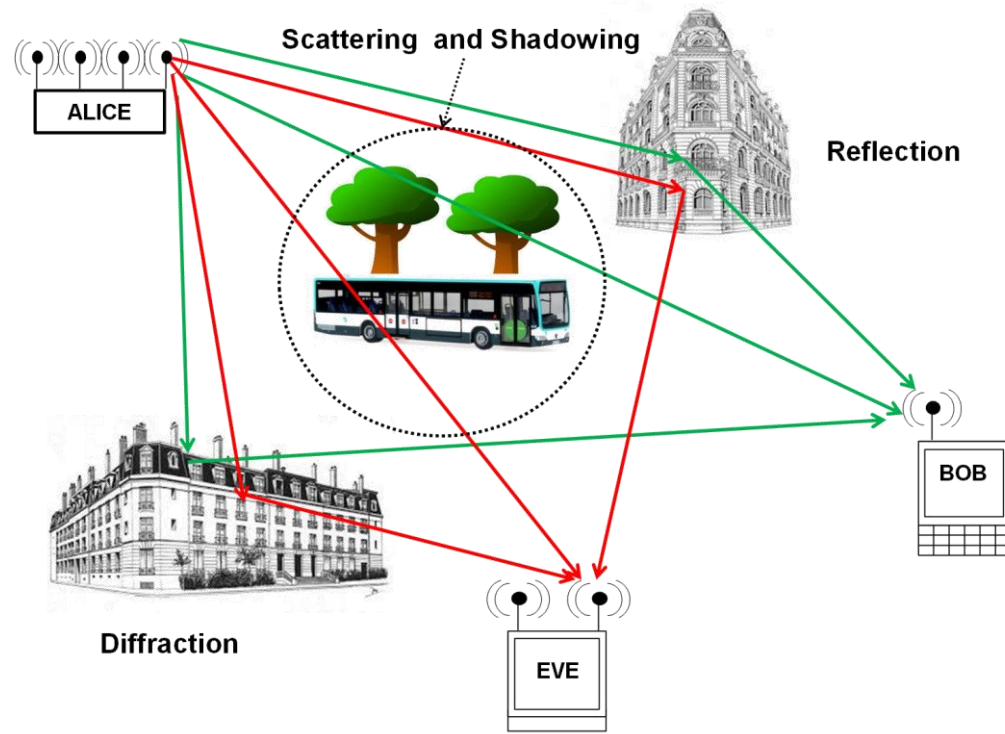 Scattering and Shadowing
ALICE
Reflection
BOB
Diffraction
EVE